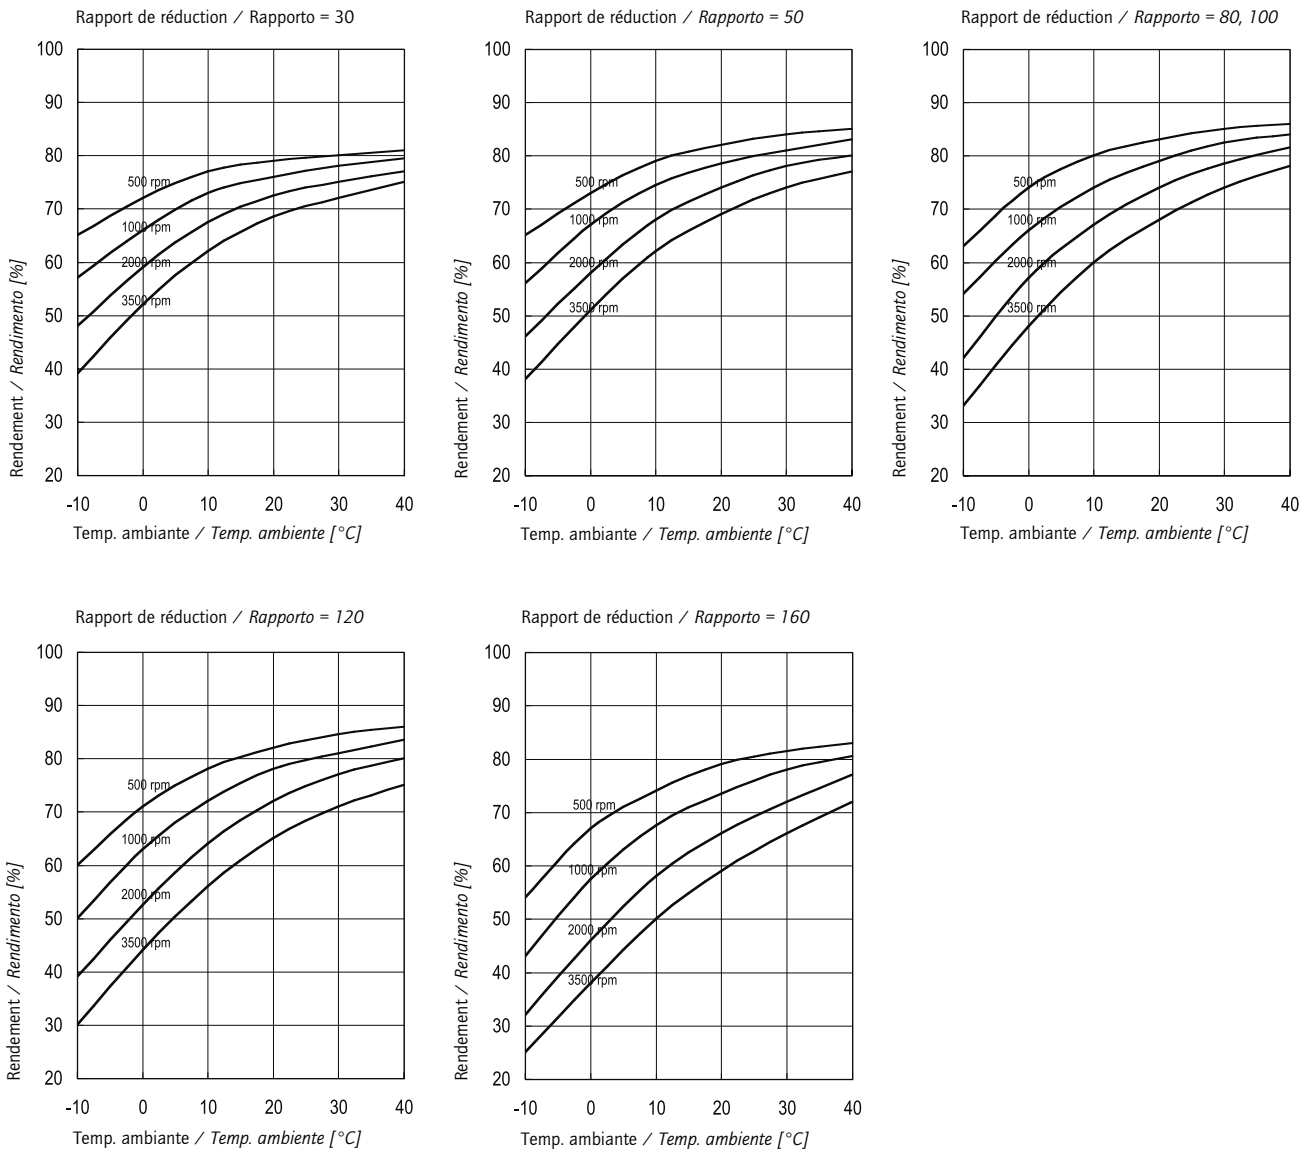 Rapport de réduction / Rapporto = 30
100
90
80
70
60
50
40
30
20
500 rpm
1000 rpm
2000 rpm
3500 rpm
-10 0 10 20 30 40
Rendement / Rendimento [%]
Temp. ambiante / Temp. ambiente [°C]
Rapport de réduction / Rapporto = 50
100
90
80
70
60
50
40
30
20
500 rpm
1000 rpm
2000 rpm
3500 rpm
-10 0 10 20 30 40
Rendement / Rendimento [%]
Temp. ambiante / Temp. ambiente [°C]
Rapport de réduction / Rapporto = 80, 100
100
90
80
70
60
50
40
30
20
500 rpm
1000 rpm
2000 rpm
3500 rpm
-10 0 10 20 30 40
Rendement / Rendimento [%]
Temp. ambiante / Temp. ambiente [°C]
Rapport de réduction / Rapporto = 120
100
90
80
70
60
50
40
30
20
500 rpm
1000 rpm
2000 rpm
3500 rpm
-10 0 10 20 30 40
Rendement / Rendimento [%]
Temp. ambiante / Temp. ambiente [°C]
Rapport de réduction / Rapporto = 160
100
90
80
70
60
50
40
30
20
500 rpm
1000 rpm
2000 rpm
3500 rpm
-10 0 10 20 30 40
Rendement / Rendimento [%]
Temp. ambiante / Temp. ambiente [°C]